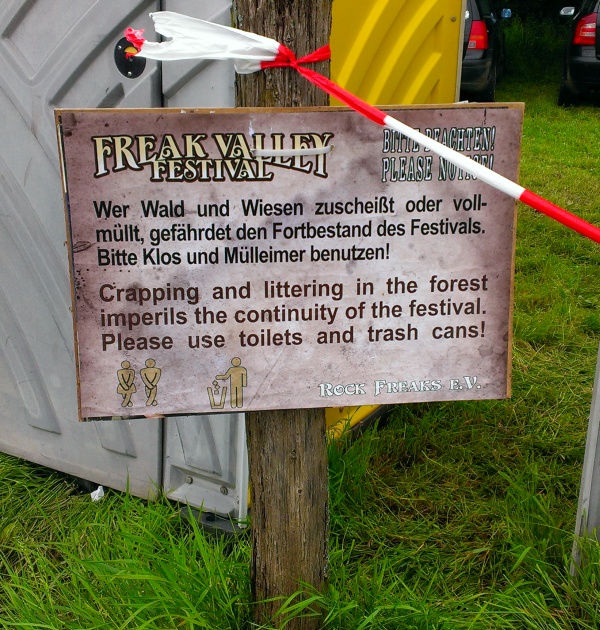 FREAK VALLEY
FESTIVAL
BITTE BEACHTEN!
PLEASE NOTICE!
Wer Wald und Wiesen zuscheißt oder voll-
müllt, gefährdet den Fortbestand des Festivals.
Bitte Klos und Mülleimer benutzen!
Crapping and littering in the forest
imperils the continuity of the festival.
Please use toilets and trash cans!
ROCK FREAKS E.V.